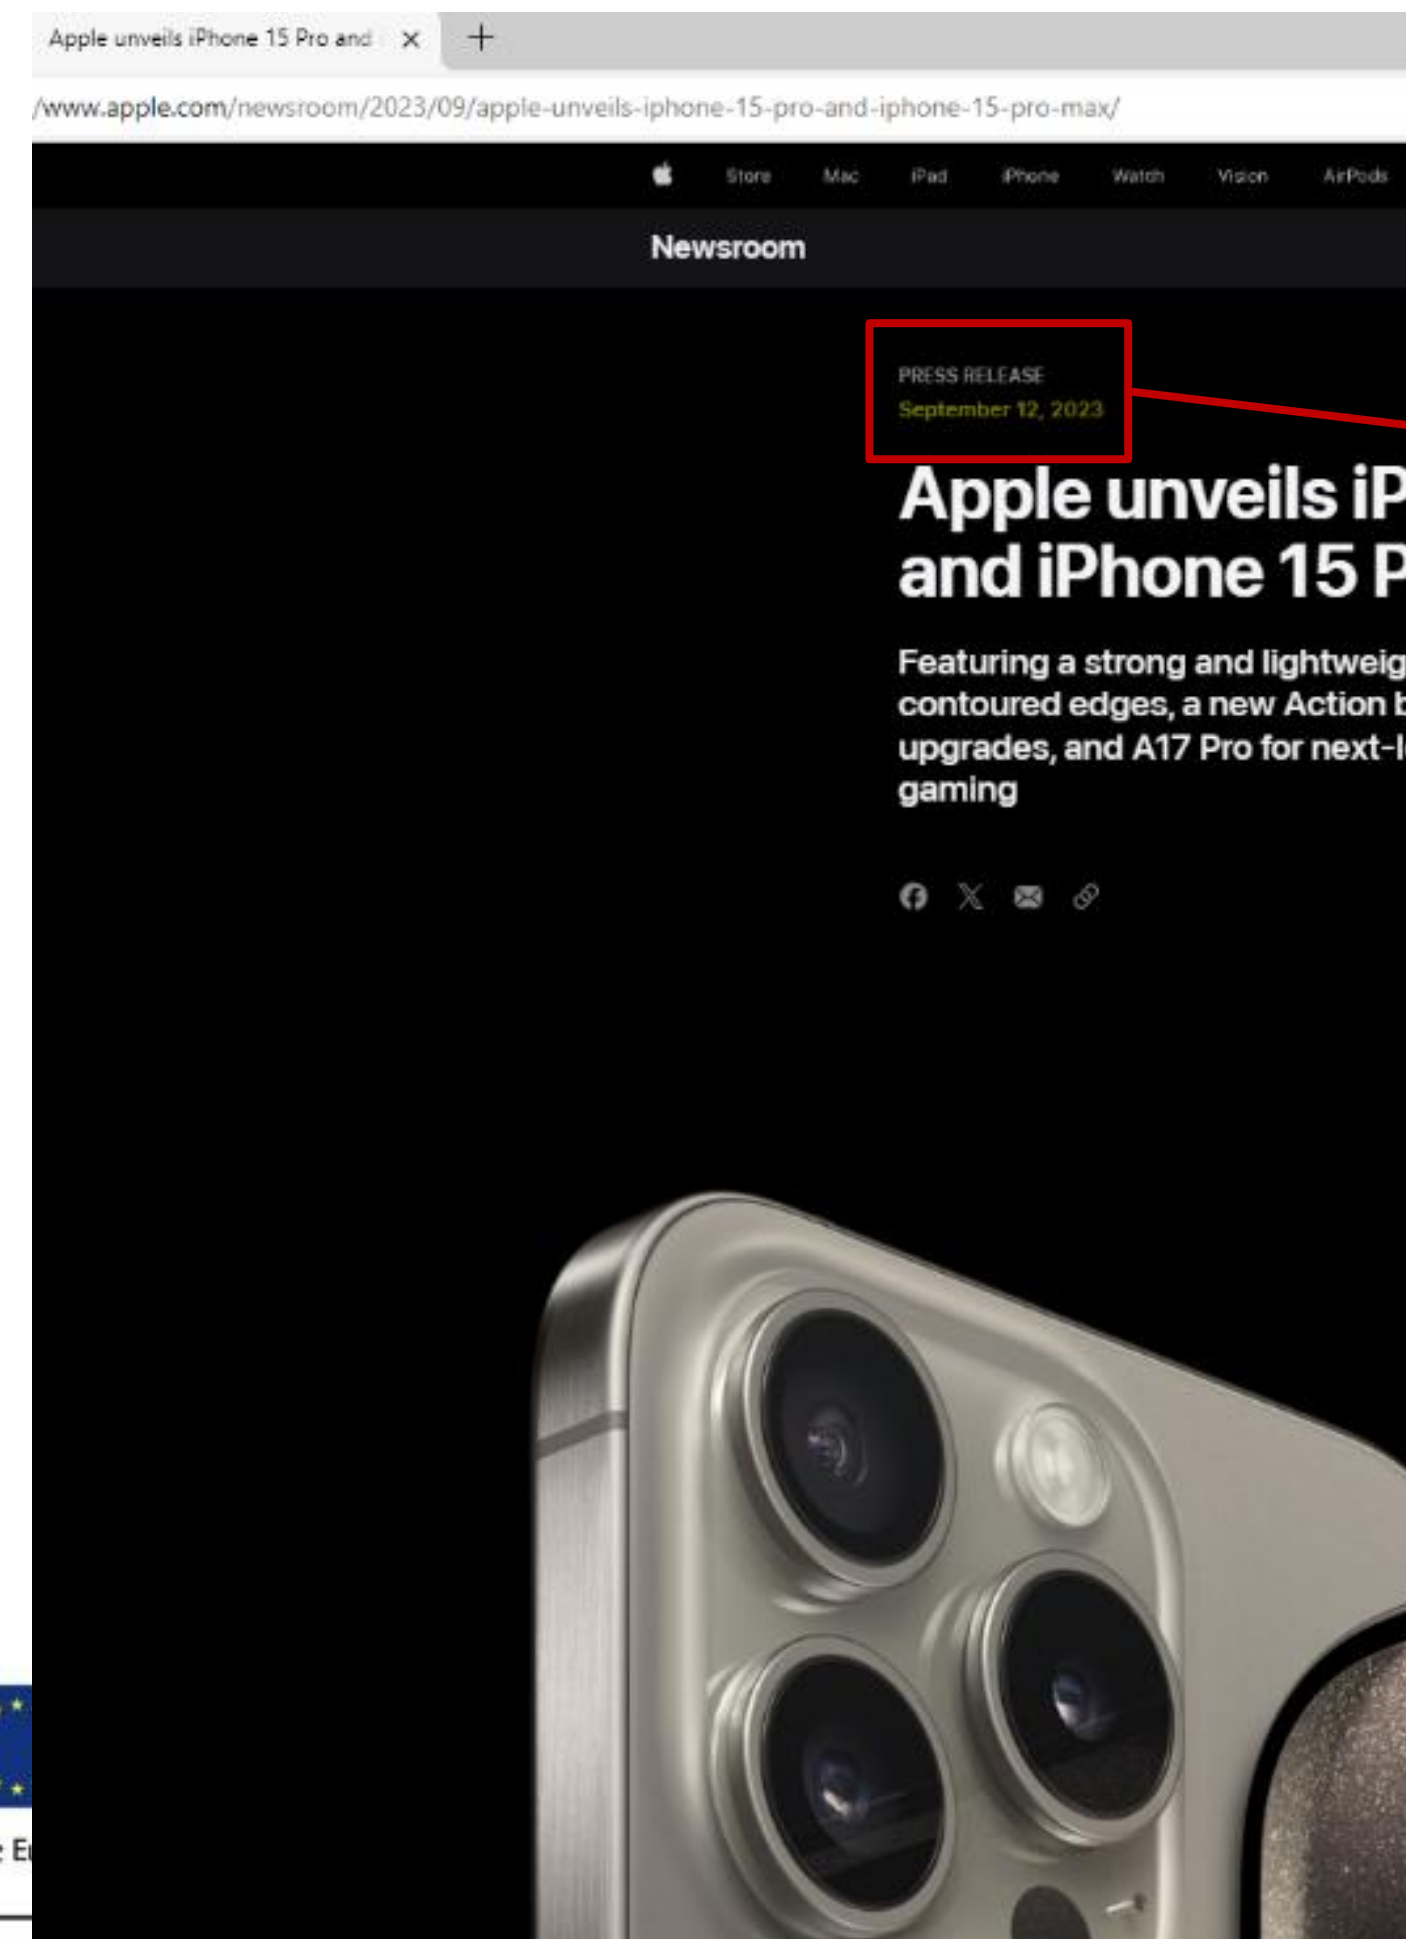 Apple unveils iPhone 15 Pro and
/www.apple.com/newsroom/2023/09/apple-unveils-iphone-15-pro-and-iphone-15-pro-max/
Store Mac iPad iPhone Watch Vision AirPods
Newsroom
PRESS RELEASE
September 12, 2023
Apple unveils iP
and iPhone 15 P
Featuring a strong and lightweig
contoured edges, a new Action b
upgrades, and A17 Pro for next-l
gaming